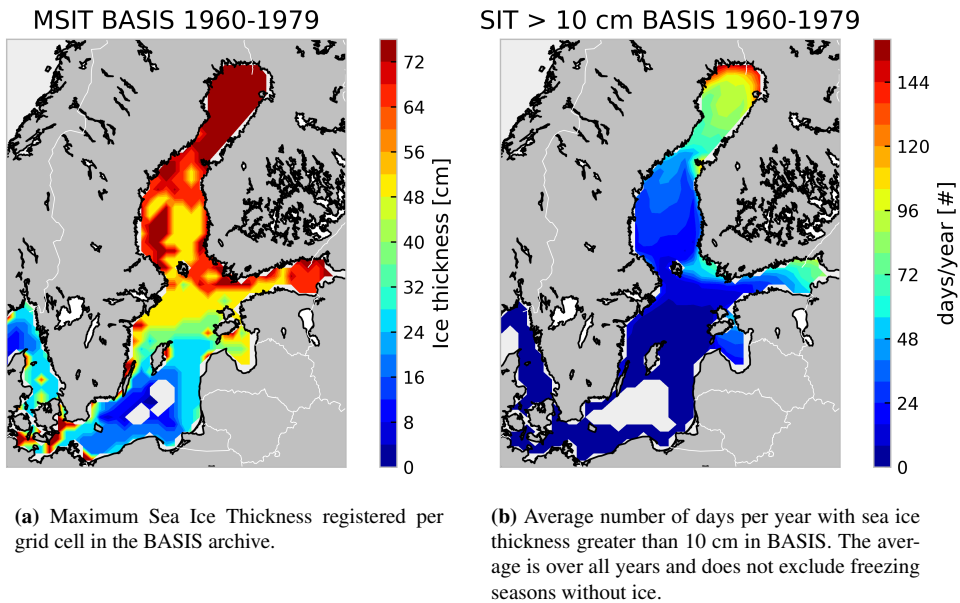 MSIT BASIS 1960-1979
SIT > 10 cm BASIS 1960-1979
72
64
56
48
40
32
24
16
8
0
Ice thickness [cm]
144
120
96
72
48
24
0
days/year [#]
(a) Maximum Sea Ice Thickness registered per
grid cell in the BASIS archive.
(b) Average number of days per year with sea ice
thickness greater than 10 cm in BASIS. The aver-
age is over all years and does not exclude freezing
seasons without ice.